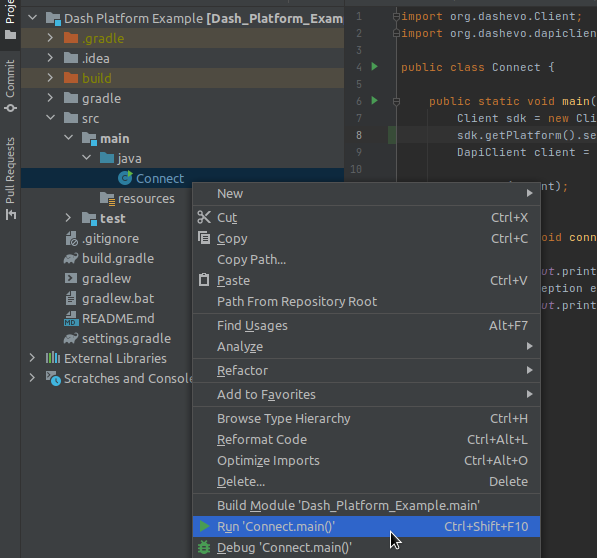 Proje
Commit
Pull Requests
Dash Platform Example [Dash_Platform_Exam
.gradle
.idea
build
gradle
src
main
java
Connect
resources
test
.gitignore
build.gradle
gradlew
gradlew.bat
README.md
settings.gradle
External Libraries
Scratches and Console
1 import org.dashevo.Client;
2 import org.dashevo.dapiclien
4 public class Connect {
5
6 public static void main(
7 Client sdk = new Clie
8 sdk.getPlatform().se
9 DapiClient client =
10
ent);
oid conn
ut.print
eption e
ut.print
New
Cut Ctrl+X
Copy Ctrl+C
Copy Path...
Paste Ctrl+V
Path From Repository Root
Find Usages Alt+F7
Analyze
Refactor
Add to Favorites
Browse Type Hierarchy Ctrl+H
Reformat Code Ctrl+Alt+L
Optimize Imports Ctrl+Alt+O
Delete... Delete
Build Module 'Dash_Platform_Example.main'
Run 'Connect.main()' Ctrl+Shift+F10
Debug 'Connect.main()'
MD